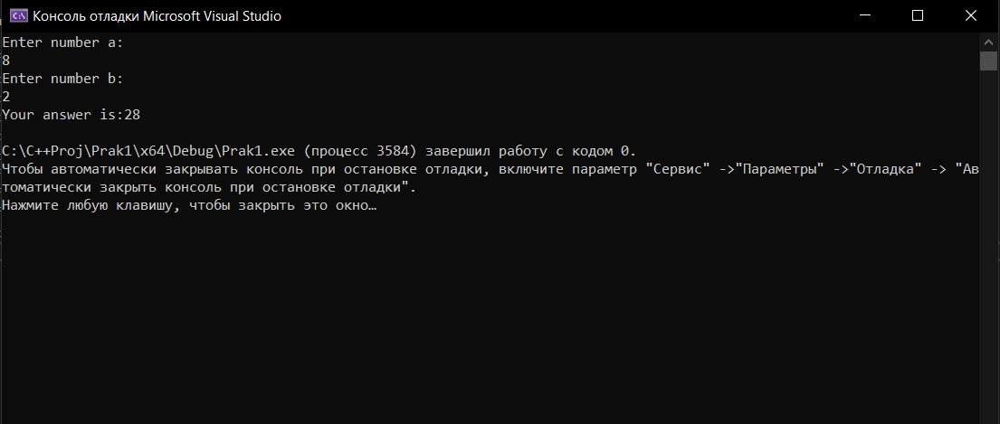 Консоль отладки Microsoft Visual Studio
Enter number a:
8
Enter number b:
2
Your answer is:28
C:\C++Proj\Prak1\x64\Debug\Prak1.exe (процесс 3584) завершил работу с кодом 0.
Чтобы автоматически закрывать консоль при остановке отладки, включите параметр "Сервис" ->"Параметры" ->"Отладка" -> "Ав
томатически закрыть консоль при остановке отладки".
Нажмите любую клавишу, чтобы закрыть это окно…